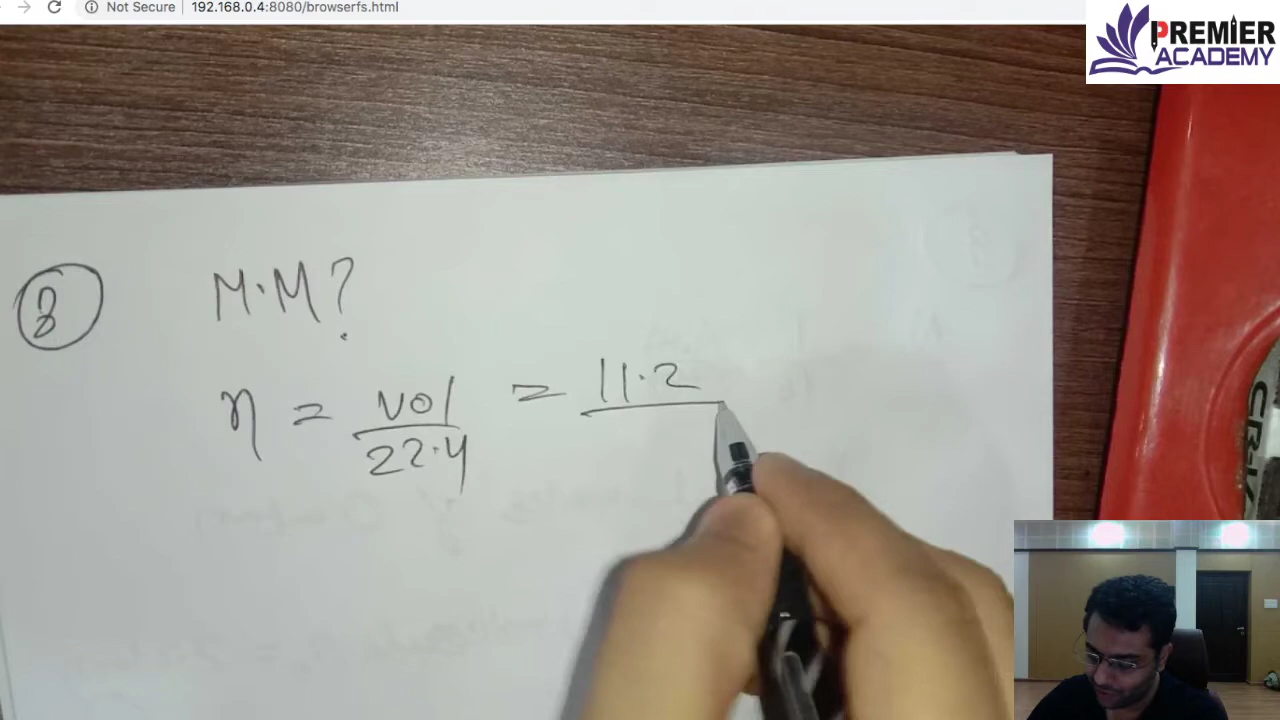 Not Secure | 192.168.0.4:8080/browserfs.html
PREMIER
ACADEMY
8 M.M?
η = vol / 22.4 = 11.2